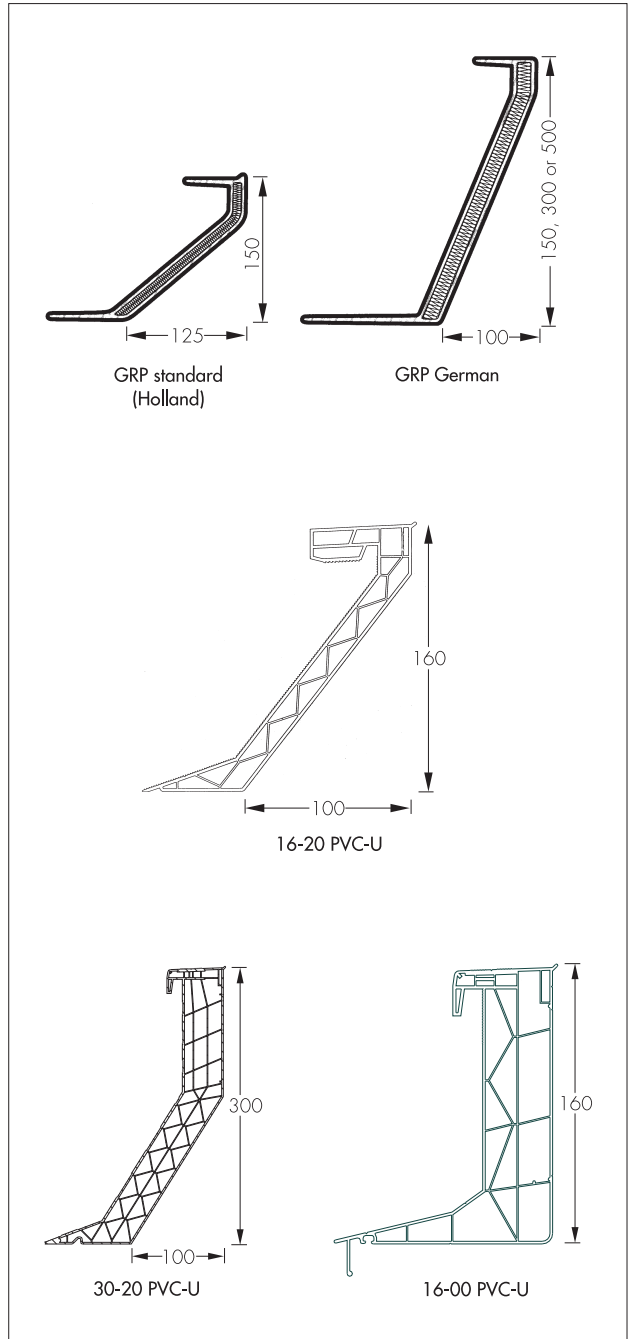 150
125
GRP standard
(Holland)
150, 300 or 500
100
GRP German
160
100
16-20 PVC-U
300
100
30-20 PVC-U
160
16-00 PVC-U